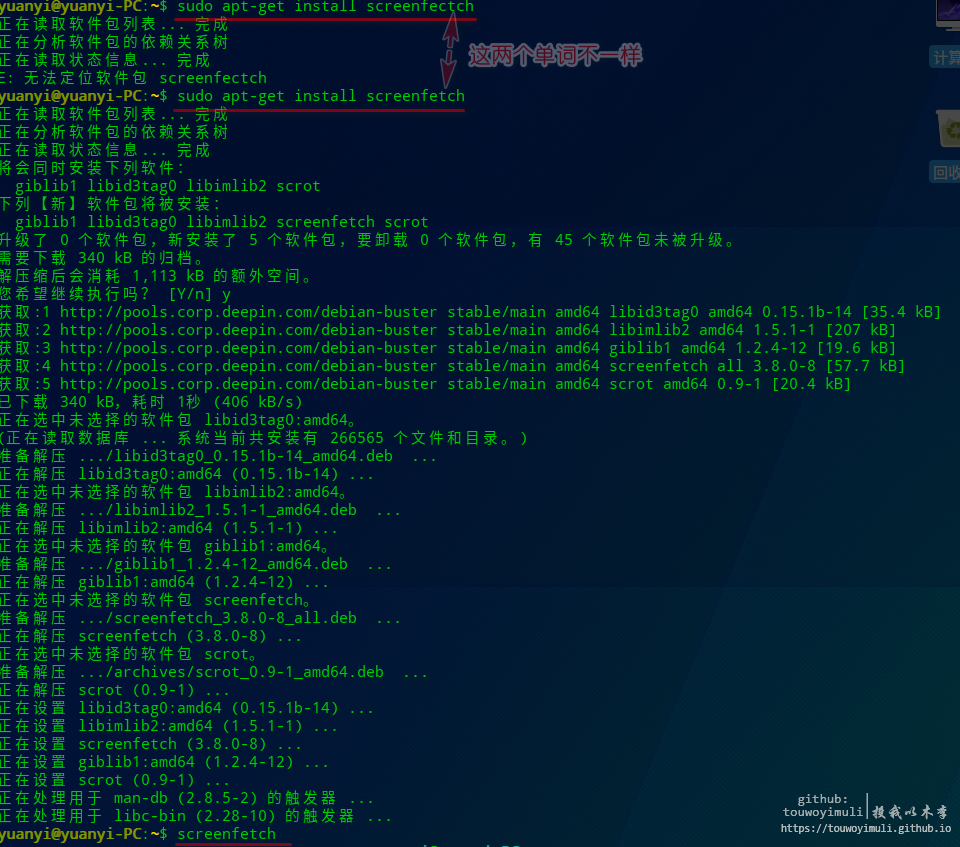 yuanyi@yuanyi-PC:~$ sudo apt-get install screenfectch
正在读取软件包列表... 完成
正在分析软件包的依赖关系树
正在读取状态信息... 完成
E: 无法定位软件包 screenfectch
这两个单词不一样
yuanyi@yuanyi-PC:~$ sudo apt-get install screenfetch
正在读取软件包列表... 完成
正在分析软件包的依赖关系树
正在读取状态信息... 完成
将会同时安装下列软件：
giblib1 libid3tag0 libimlib2 scrot
下列【新】软件包将被安装：
giblib1 libid3tag0 libimlib2 screenfetch scrot
升级了 0 个软件包，新安装了 5 个软件包，要卸载 0 个软件包，有 45 个软件包未被升级。
需要下载 340 kB 的归档。
解压缩后会消耗 1,113 kB 的额外空间。
您希望继续执行吗？ [Y/n] y
获取:1 http://pools.corp.deepin.com/debian-buster stable/main amd64 libid3tag0 amd64 0.15.1b-14 [35.4 kB]
获取:2 http://pools.corp.deepin.com/debian-buster stable/main amd64 libimlib2 amd64 1.5.1-1 [207 kB]
获取:3 http://pools.corp.deepin.com/debian-buster stable/main amd64 giblib1 amd64 1.2.4-12 [19.6 kB]
获取:4 http://pools.corp.deepin.com/debian-buster stable/main amd64 screenfetch all 3.8.0-8 [57.7 kB]
获取:5 http://pools.corp.deepin.com/debian-buster stable/main amd64 scrot amd64 0.9-1 [20.4 kB]
已下载 340 kB，耗时 1秒 (406 kB/s)
正在选中未选择的软件包 libid3tag0:amd64。
(正在读取数据库 ... 系统当前共安装有 266565 个文件和目录。)
准备解压 .../libid3tag0_0.15.1b-14_amd64.deb  ...
正在解压 libid3tag0:amd64 (0.15.1b-14) ...
正在选中未选择的软件包 libimlib2:amd64。
准备解压 .../libimlib2_1.5.1-1_amd64.deb  ...
正在解压 libimlib2:amd64 (1.5.1-1) ...
正在选中未选择的软件包 giblib1:amd64。
准备解压 .../giblib1_1.2.4-12_amd64.deb  ...
正在解压 giblib1:amd64 (1.2.4-12) ...
正在选中未选择的软件包 screenfetch。
准备解压 .../screenfetch_3.8.0-8_all.deb  ...
正在解压 screenfetch (3.8.0-8) ...
正在选中未选择的软件包 scrot。
准备解压 .../archives/scrot_0.9-1_amd64.deb  ...
正在解压 scrot (0.9-1) ...
正在设置 libid3tag0:amd64 (0.15.1b-14) ...
正在设置 libimlib2:amd64 (1.5.1-1) ...
正在设置 screenfetch (3.8.0-8) ...
正在设置 giblib1:amd64 (1.2.4-12) ...
正在设置 scrot (0.9-1) ...
正在处理用于 man-db (2.8.5-2) 的触发器 ...
正在处理用于 libc-bin (2.28-10) 的触发器 ...
yuanyi@yuanyi-PC:~$ screenfetch
计算
回收
github:
touwoyimuli
投我以木李
https://touwoyimuli.github.io